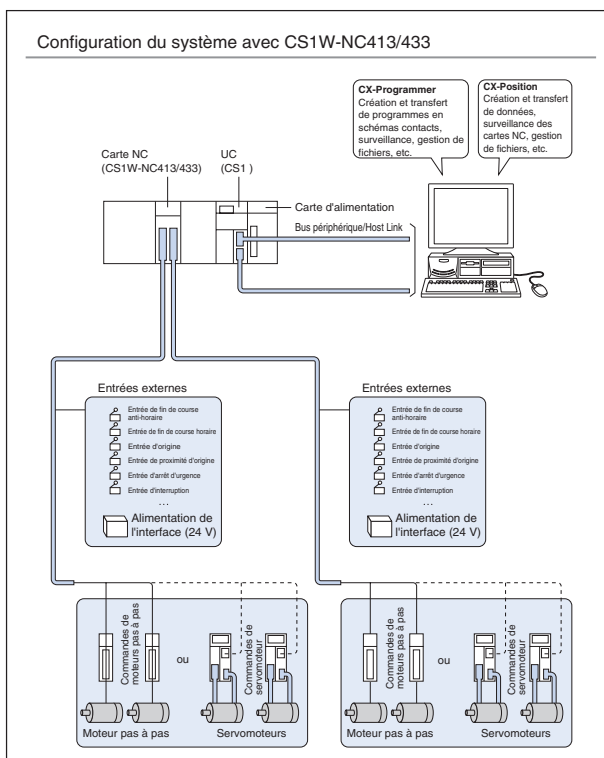 Configuration du système avec CS1W-NC413/433
CX-Programmer
Création et transfert
de programmes en
schémas contacts,
surveillance, gestion de
fichiers, etc.
CX-Position
Création et transfert
de données,
surveillance des
cartes NC, gestion
de fichiers, etc.
Carte NC
(CS1W-NC413/433)
UC
(CS1 )
Carte d'alimentation
Bus périphérique/Host Link
Entrées externes
Entrée de fin de course
anti-horaire
Entrée de fin de course horaire
Entrée d'origine
Entrée de proximité d'origine
Entrée d'arrêt d'urgence
Entrée d'interruption
...
Alimentation de
l'interface (24 V)
Entrées externes
Entrée de fin de course
anti-horaire
Entrée de fin de course horaire
Entrée d'origine
Entrée de proximité d'origine
Entrée d'arrêt d'urgence
Entrée d'interruption
...
Alimentation de
l'interface (24 V)
Commandes de
moteurs pas à pas
ou
Commandes de
servomoteur
Moteur pas à pas
Servomoteurs
Commandes de
moteurs pas à pas
ou
Commandes de
servomoteur
Moteur pas à pas
Servomoteurs